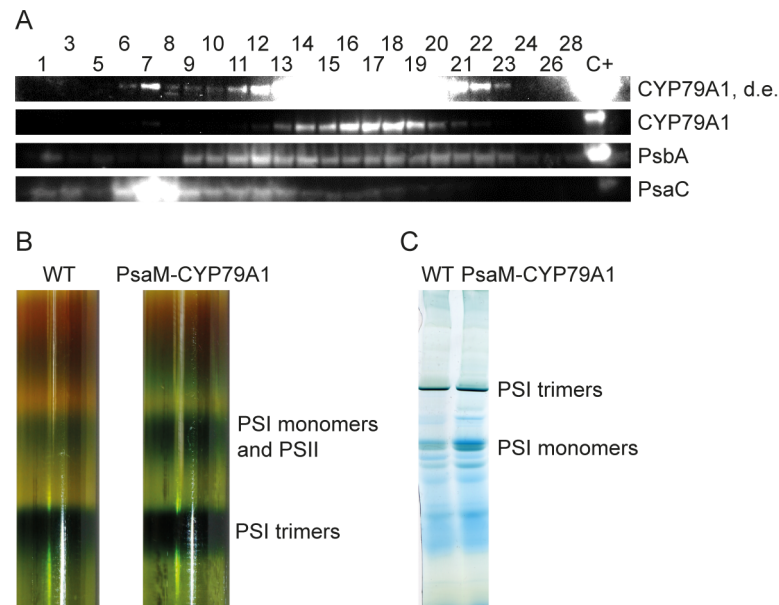 A
3 6 8 10 12 14 16 18 20 22 24 28
1 5 7 9 11 13 15 17 19 21 23 26 C+
CYP79A1, d.e.
CYP79A1
PsbA
PsaC
B
WT PsaM-CYP79A1
PSI monomers
and PSII
PSI trimers
C
WT PsaM-CYP79A1
PSI trimers
PSI monomers